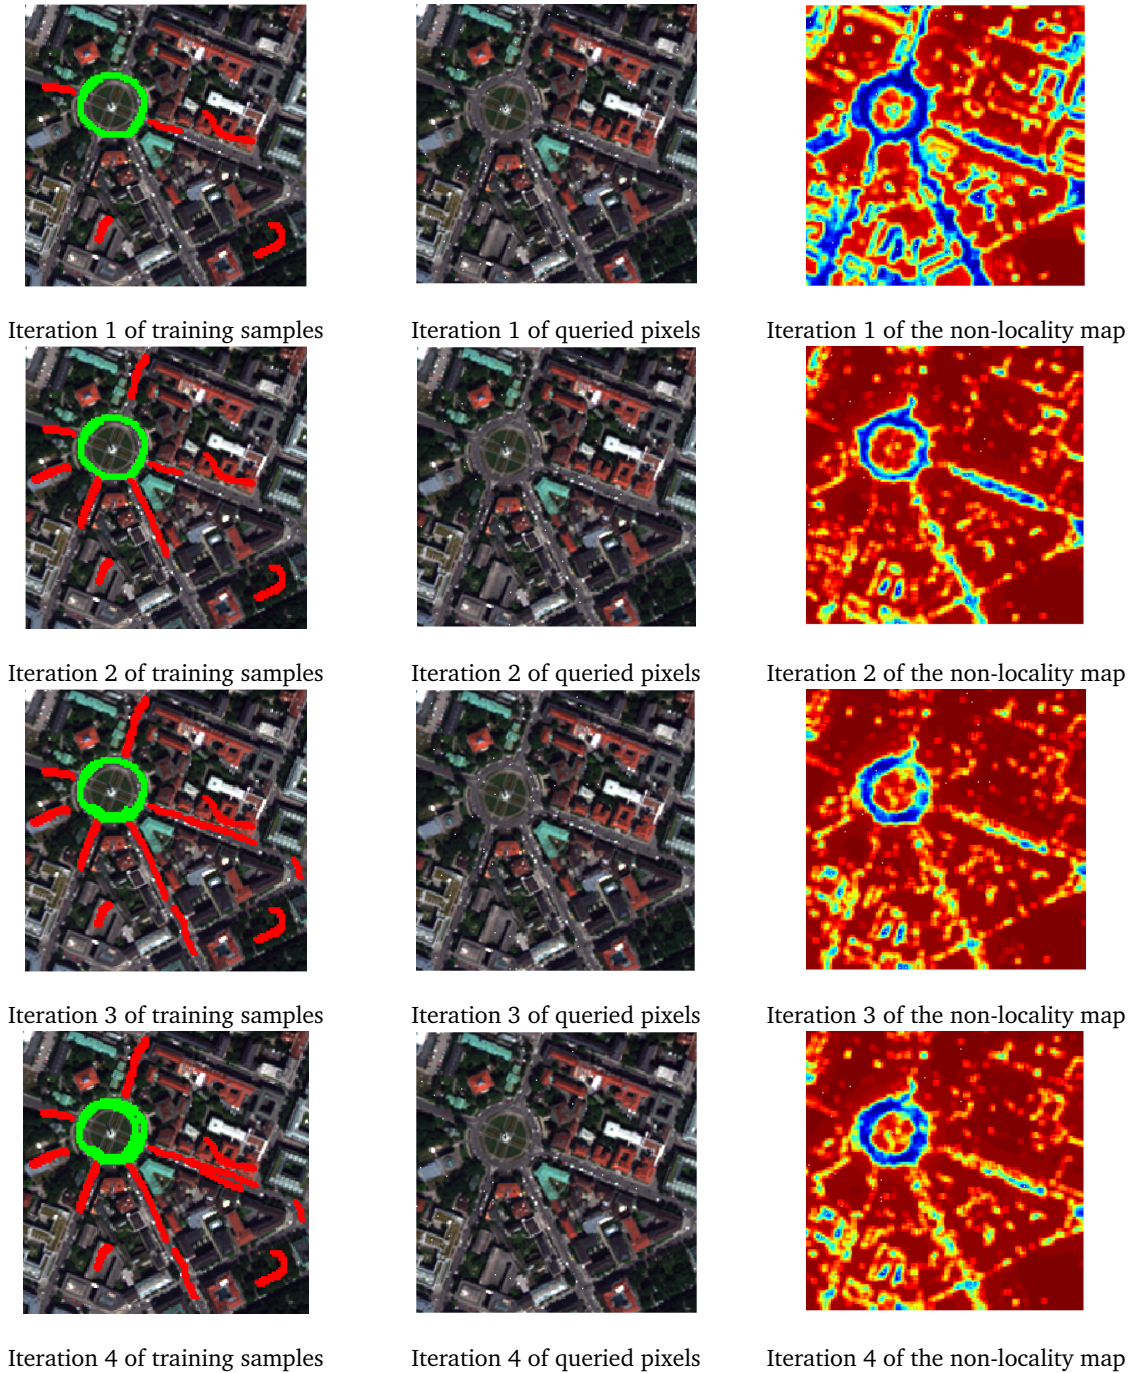 Iteration 1 of training samples
Iteration 1 of queried pixels
Iteration 1 of the non-locality map
Iteration 2 of training samples
Iteration 2 of queried pixels
Iteration 2 of the non-locality map
Iteration 3 of training samples
Iteration 3 of queried pixels
Iteration 3 of the non-locality map
Iteration 4 of training samples
Iteration 4 of queried pixels
Iteration 4 of the non-locality map